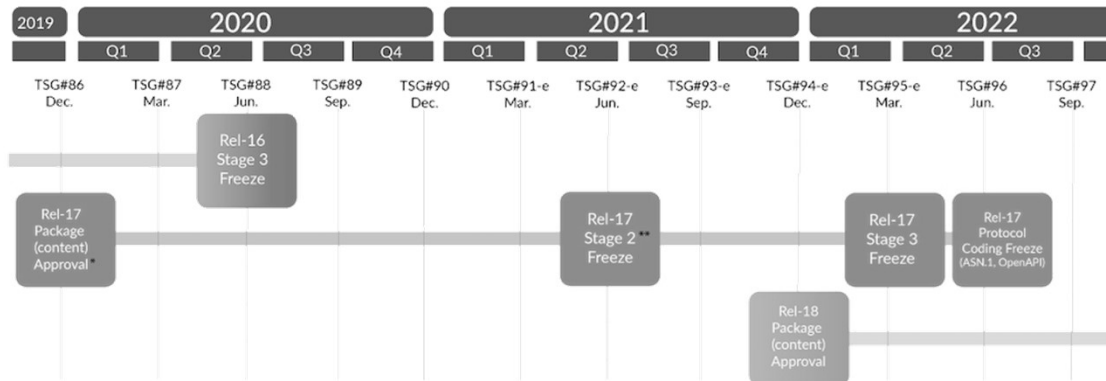 2019 2020 2021 2022
Q1 Q2 Q3 Q4 Q1 Q2 Q3 Q4 Q1 Q2 Q3
TSG#86 TSG#87 TSG#88 TSG#89 TSG#90 TSG#91-e TSG#92-e TSG#93-e TSG#94-e TSG#95-e TSG#96 TSG#97
Dec. Mar. Jun. Sep. Dec. Mar. Jun. Sep. Dec. Mar. Jun. Sep.
Rel-16
Stage 3
Freeze
Rel-17
Package
(content)
Approval*
Rel-17
Stage 2**
Freeze
Rel-17
Stage 3
Freeze
Rel-17
Protocol
Coding Freeze
(ASN.1, OpenAPI)
Rel-18
Package
(content)
Approval